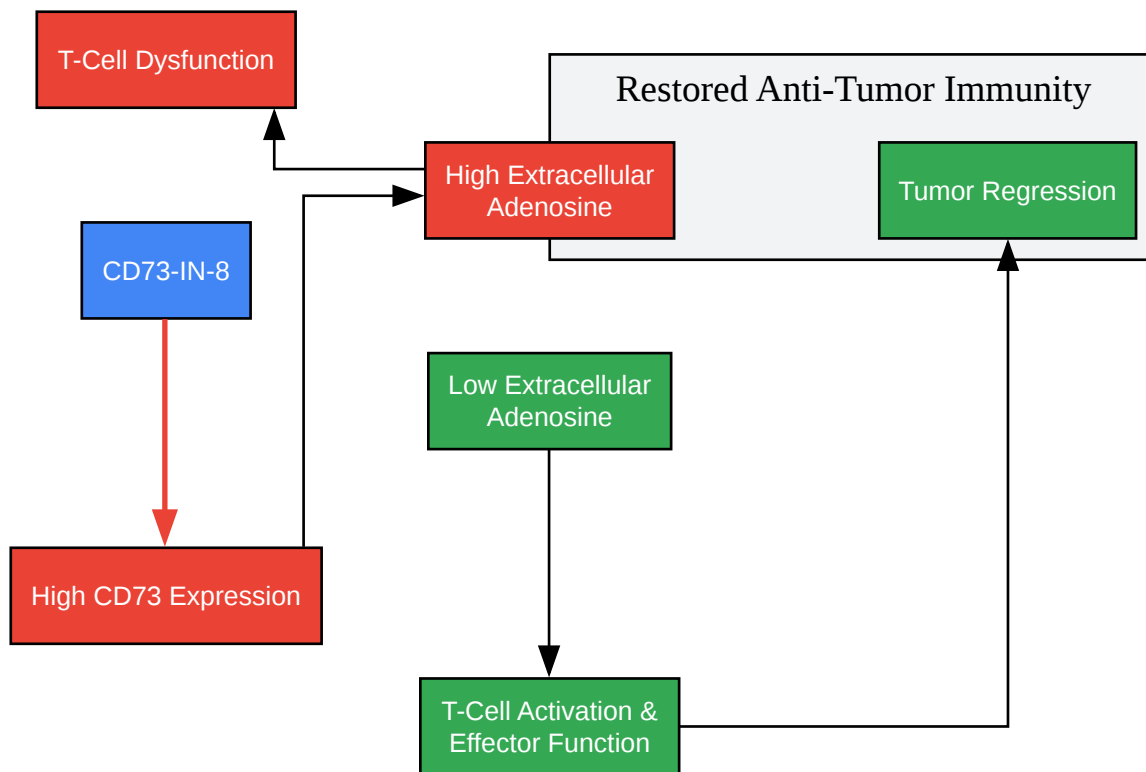 T-Cell Dysfunction
Restored Anti-Tumor Immunity
High Extracellular
Adenosine
Tumor Regression
CD73-IN-8
Low Extracellular
Adenosine
High CD73 Expression
T-Cell Activation &
Effector Function